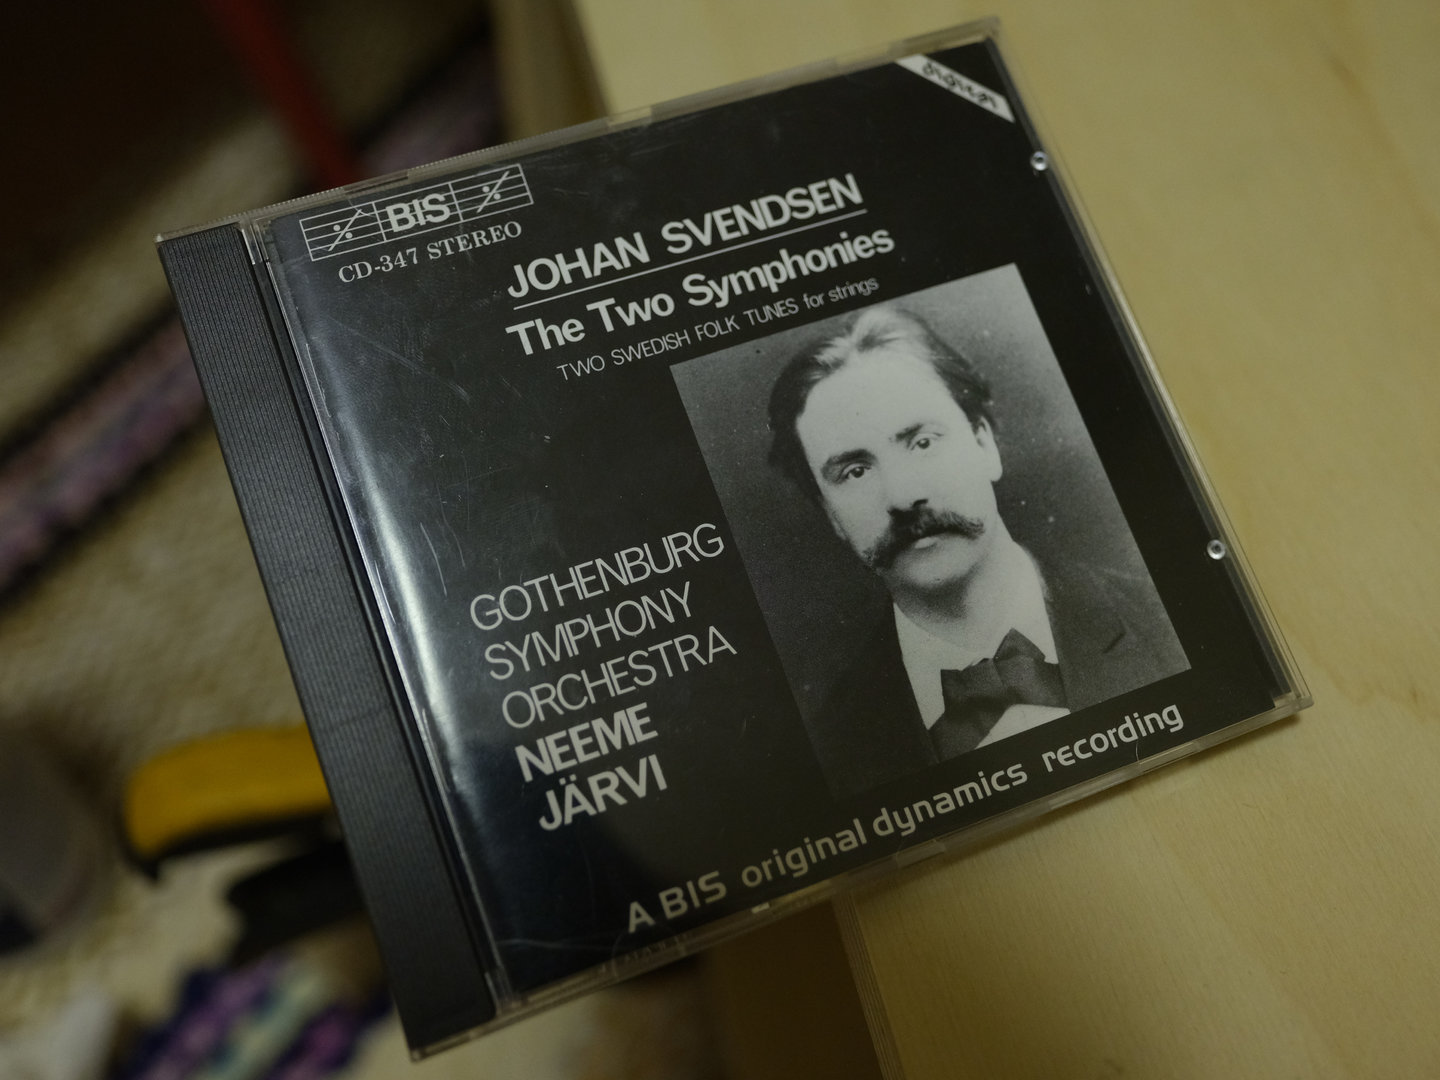 digital
BIS
CD-347 STEREO
JOHAN SVENDSEN
The Two Symphonies
TWO SWEDISH FOLK TUNES for strings
GOTHENBURG
SYMPHONY
ORCHESTRA
NEEME
JÄRVI
A BIS original dynamics recording